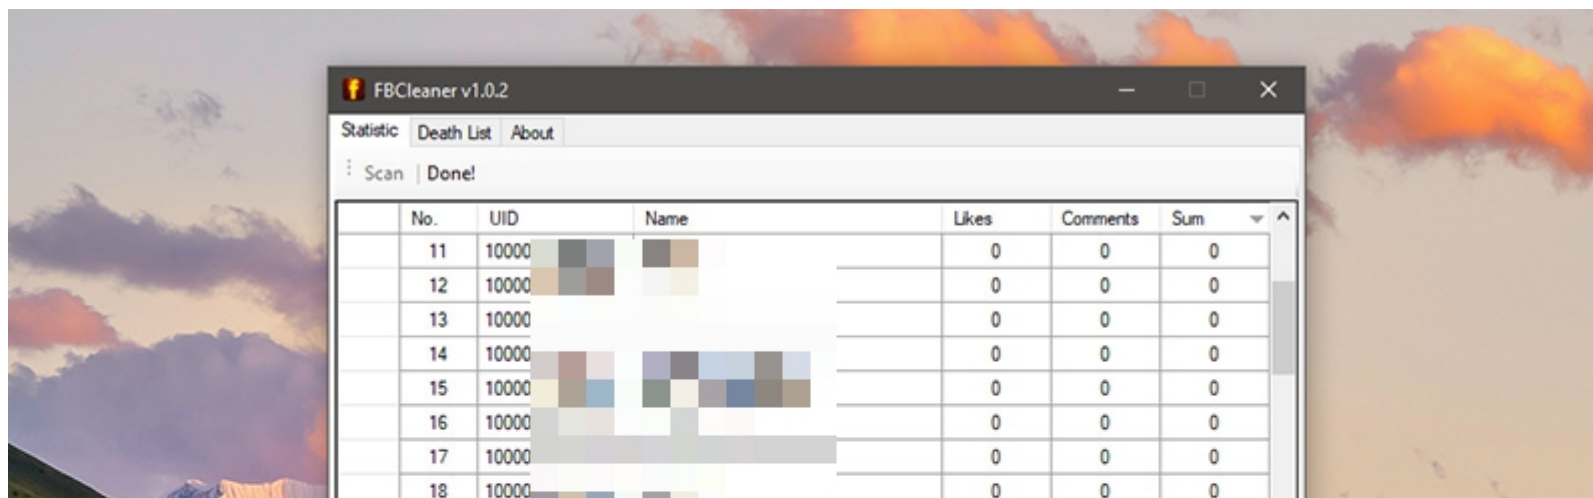 FBCleaner v1.0.2
Statistic Death List About
Scan Done!
No. UID Name Likes Comments Sum
11 10000 0 0 0
12 10000 0 0 0
13 10000 0 0 0
14 10000 0 0 0
15 10000 0 0 0
16 10000 0 0 0
17 10000 0 0 0
18 10000 0 0 0